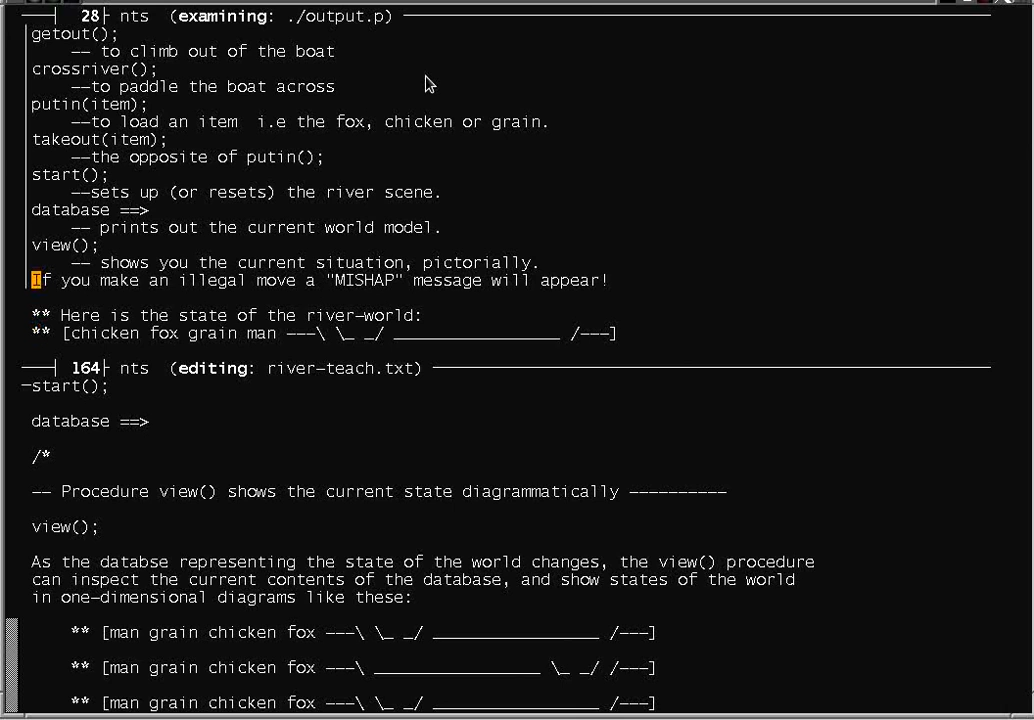 28 nts (examining: ./output.p)
getout();
-- to climb out of the boat
crossriver();
--to paddle the boat across
putin(item);
--to load an item  i.e the fox, chicken or grain.
takeout(item);
--the opposite of putin();
start();
--sets up (or resets) the river scene.
database ==>
-- prints out the current world model.
view();
-- shows you the current situation, pictorially.
If you make an illegal move a "MISHAP" message will appear!
** Here is the state of the river-world:
** [chicken fox grain man ---\ \_ _/ _________________ /---]
164 nts (editing: river-teach.txt)
start();
database ==>
/*
-- Procedure view() shows the current state diagrammatically ----------
view();
As the databse representing the state of the world changes, the view() procedure
can inspect the current contents of the database, and show states of the world
in one-dimensional diagrams like these:
** [man grain chicken fox ---\ \_ _/ _________________ /---]
** [man grain chicken fox ---\ _________________ \_ _/ /---]
** [man grain chicken fox ---\ \_ _/ _________________ /---]